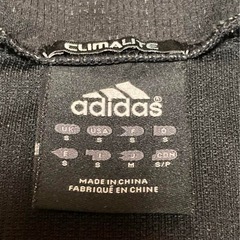 CLIMALITE
adidas
UK USA F D
S S S S
E I J CDN
S S M S/P
MADE IN CHINA
FABRIQUÉ EN CHINE